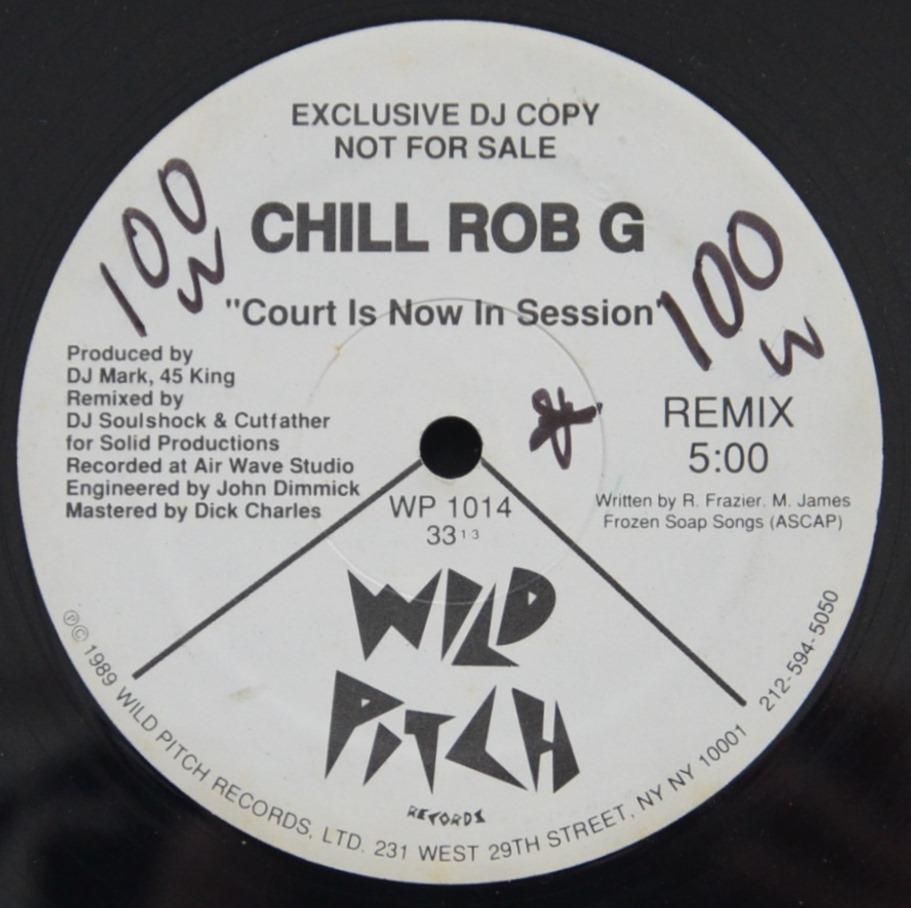 EXCLUSIVE DJ COPY
NOT FOR SALE
CHILL ROB G
"Court Is Now In Session"
100
W
100
W
Produced by
DJ Mark, 45 King
Remixed by
DJ Soulshock & Cutfather
for Solid Productions
Recorded at Air Wave Studio
Engineered by John Dimmick
Mastered by Dick Charles
REMIX
5:00
Written by R. Frazier. M. James
Frozen Soap Songs (ASCAP)
WP 1014
33 1 3
WILD
PITCH
RECORDS
℗© 1989 WILD PITCH RECORDS, LTD. 231 WEST 29TH STREET, NY NY 10001 212-594-5050